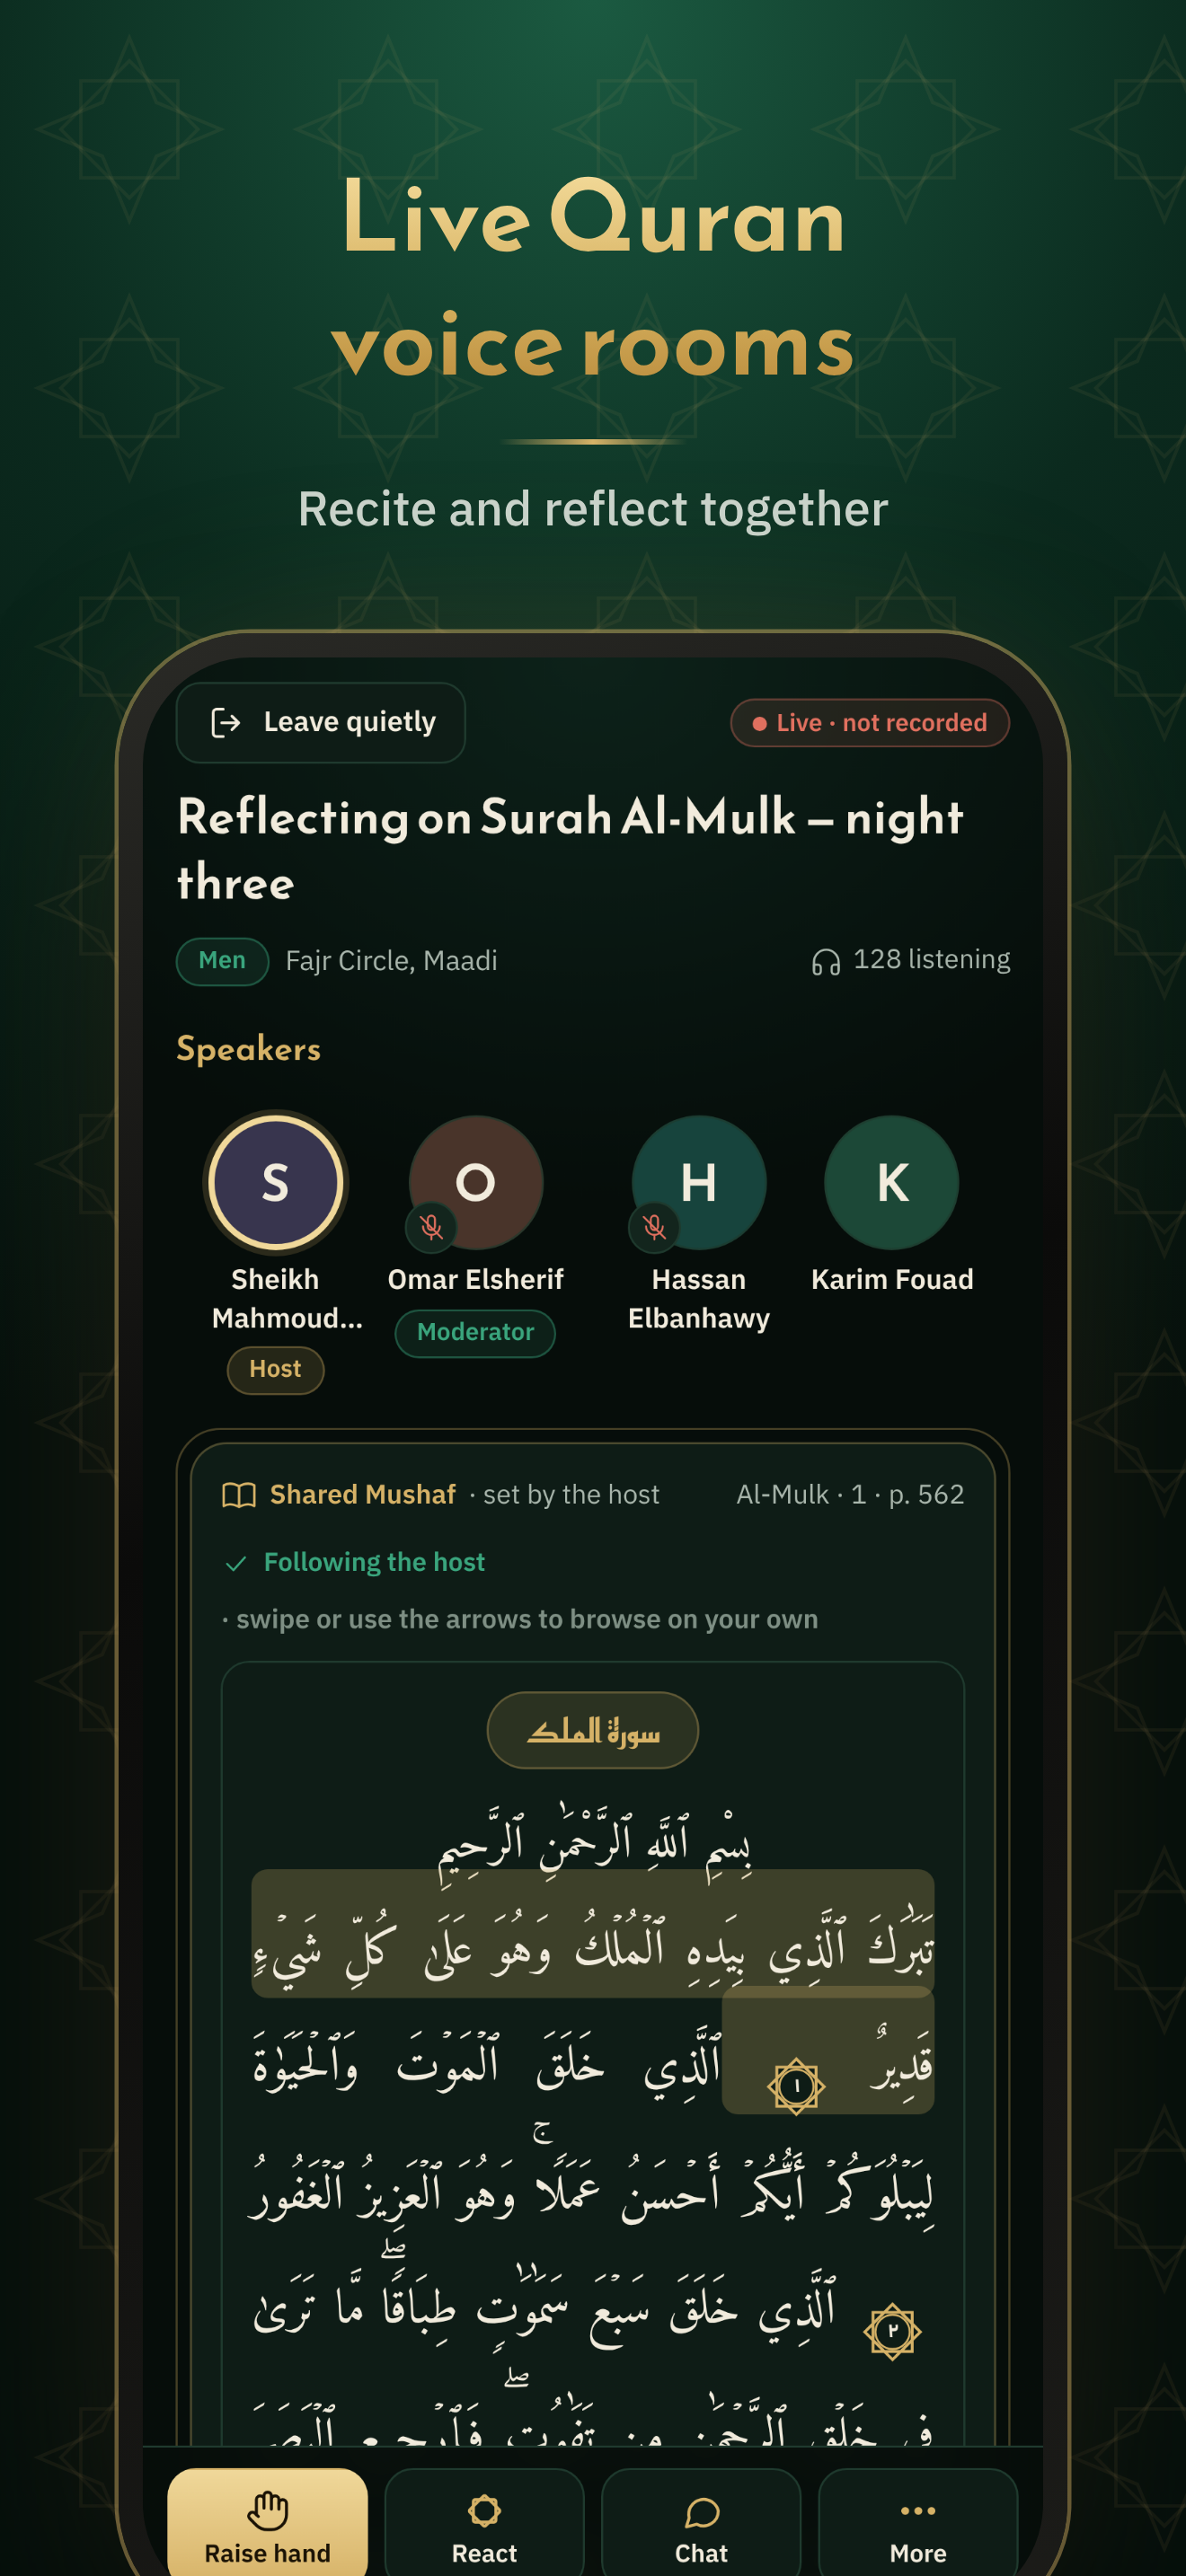 Live Quran
voice rooms
Recite and reflect together
Leave quietly
Live · not recorded
Reflecting on Surah Al-Mulk – night
three
Men Fajr Circle, Maadi 128 listening
Speakers
S O H K
Sheikh Mahmoud...
Omar Elsherif
Hassan Elbanhawy
Karim Fouad
Host
Moderator
Shared Mushaf · set by the host Al-Mulk · 1 · p. 562
Following the host
· swipe or use the arrows to browse on your own
سورة الملك
بِسْمِ ٱللَّهِ ٱلرَّحْمَٰنِ ٱلرَّحِيمِ
تَبَٰرَكَ ٱلَّذِي بِيَدِهِ ٱلۡمُلۡكُ وَهُوَ عَلَىٰ كُلِّ شَيۡءٖ
قَدِيرٌ ١ ٱلَّذِي خَلَقَ ٱلۡمَوۡتَ وَٱلۡحَيَوٰةَ
لِيَبۡلُوَكُمۡ أَيُّكُمۡ أَحۡسَنُ عَمَلٗاۚ وَهُوَ ٱلۡعَزِيزُ ٱلۡغَفُورُ
٢ ٱلَّذِي خَلَقَ سَبۡعَ سَمَٰوَٰتٖ طِبَاقٗاۖ مَّا تَرَىٰ
فِي خَلۡقِ ٱلرَّحۡمَٰنِ مِن تَفَٰوُتٖۖ فَٱرۡجِعِ ٱلۡبَصَرَ
Raise hand
React
Chat
More